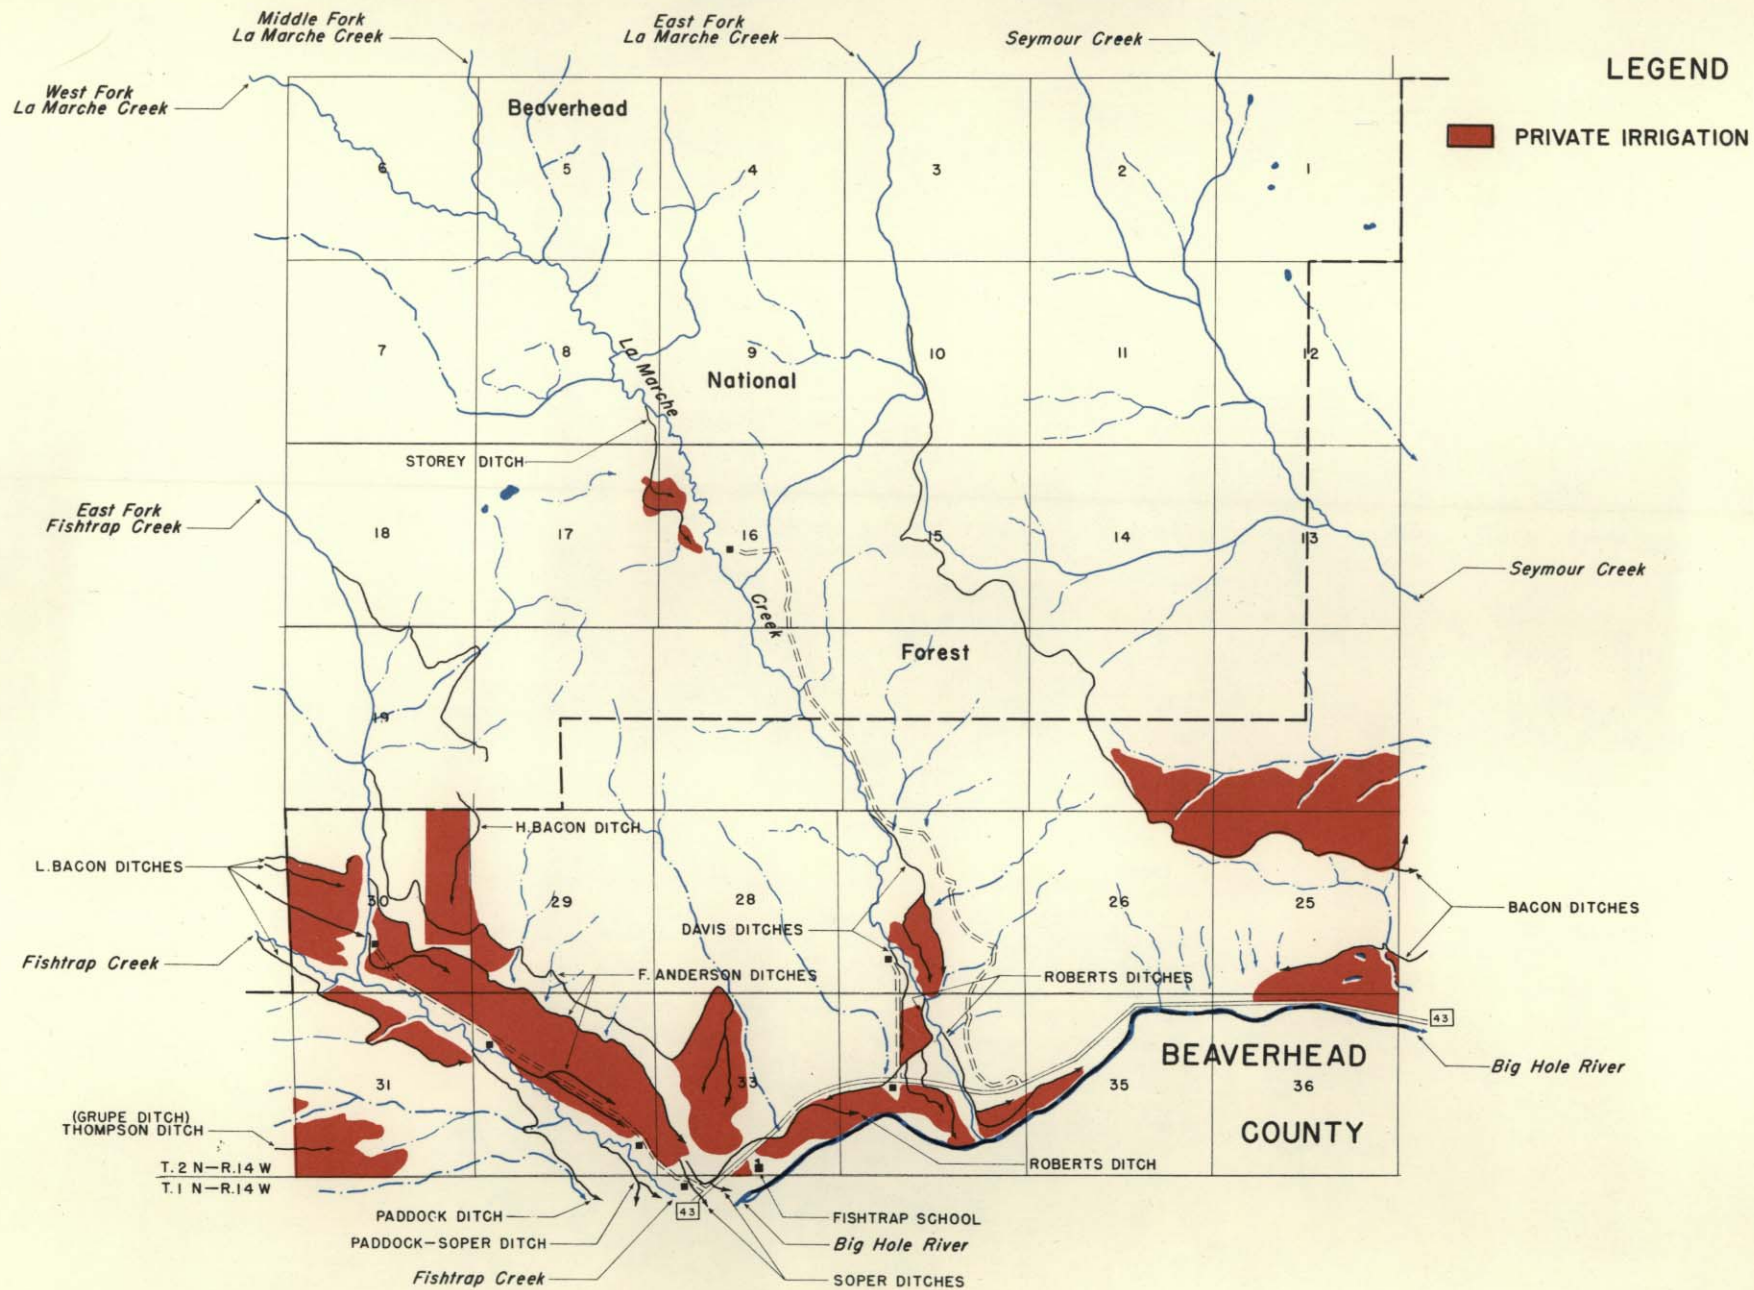 Middle Fork
La Marche Creek
East Fork
La Marche Creek
Seymour Creek
LEGEND
West Fork
La Marche Creek
Beaverhead
PRIVATE IRRIGATION
6
5
4
3
2
1
7
8
9
10
11
12
La Marche
National
STOREY DITCH
East Fork
Fishtrap Creek
18
17
16
15
14
13
Seymour Creek
Creek
Forest
19
H.BACON DITCH
L.BACON DITCHES
30
29
28
26
25
BACON DITCHES
DAVIS DITCHES
Fishtrap Creek
F. ANDERSON DITCHES
ROBERTS DITCHES
43
BEAVERHEAD
Big Hole River
31
33
35
36
(GRUPE DITCH)
THOMPSON DITCH
COUNTY
T. 2 N—R.14 W
ROBERTS DITCH
T. 1 N—R.14 W
PADDOCK DITCH
43
FISHTRAP SCHOOL
PADDOCK—SOPER DITCH
Big Hole River
Fishtrap Creek
SOPER DITCHES